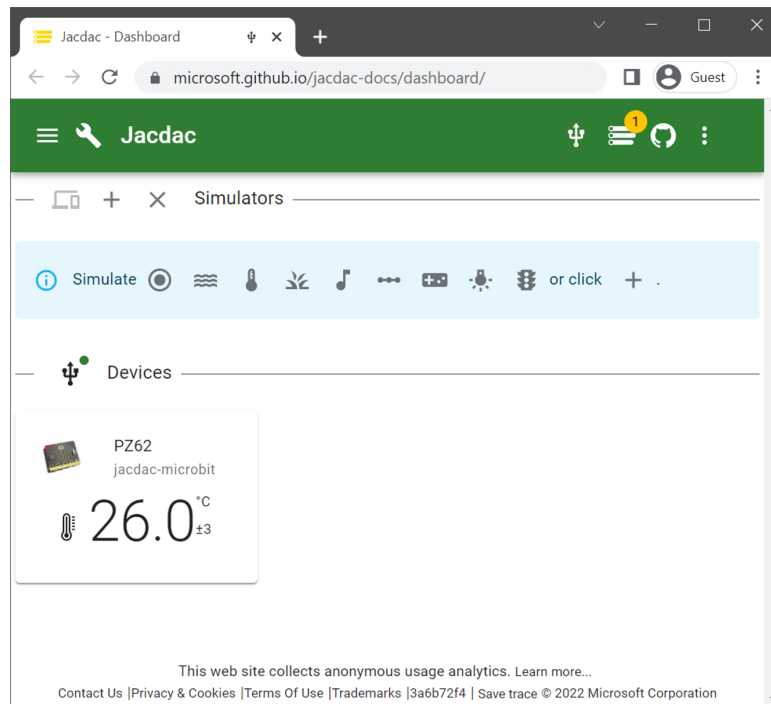 Jacdac - Dashboard
microsoft.github.io/jacdac-docs/dashboard/
Guest
Jacdac
1
Simulators
Simulate or click .
Devices
PZ62
jacdac-microbit
26.0 °C
±3
This web site collects anonymous usage analytics. Learn more...
Contact Us |Privacy & Cookies |Terms Of Use |Trademarks |3a6b72f4 | Save trace © 2022 Microsoft Corporation